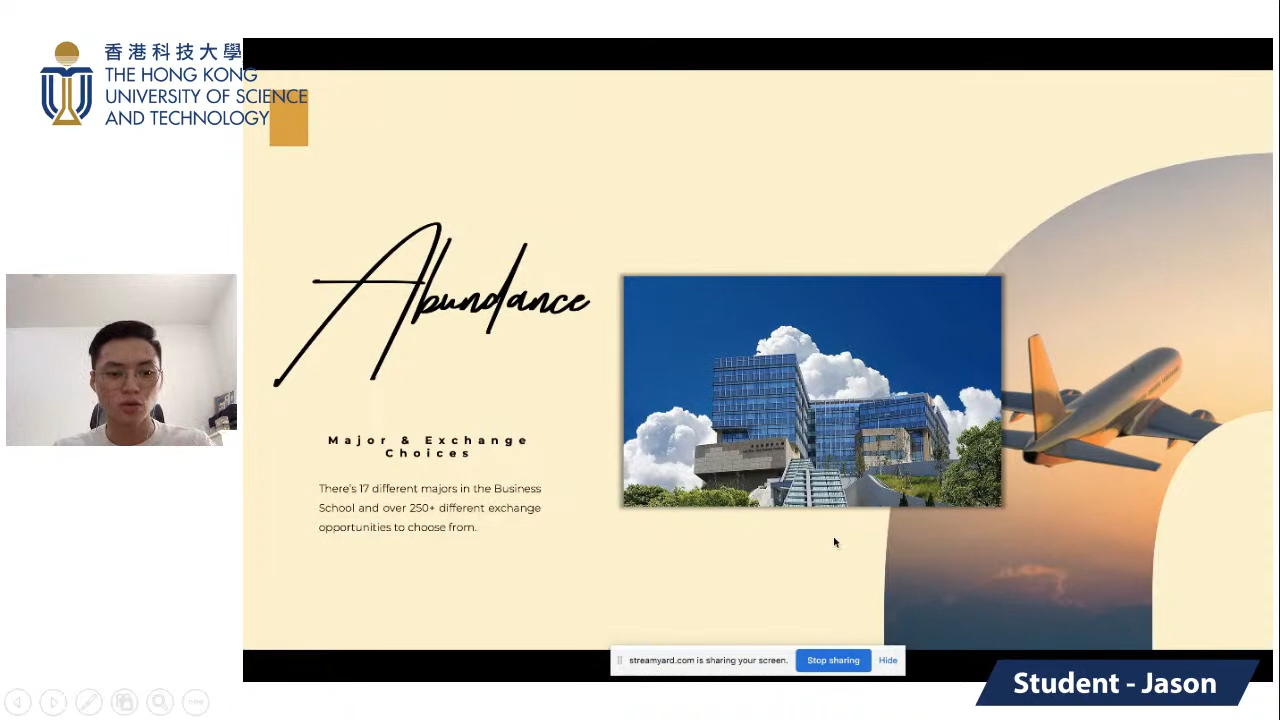 香港科技大學
THE HONG KONG
UNIVERSITY OF SCIENCE
AND TECHNOLOGY
Abundance
Major & Exchange
Choices
There's 17 different majors in the Business
School and over 250+ different exchange
opportunities to choose from.
streamyard.com is sharing your screen.
Stop sharing
Hide
Student - Jason